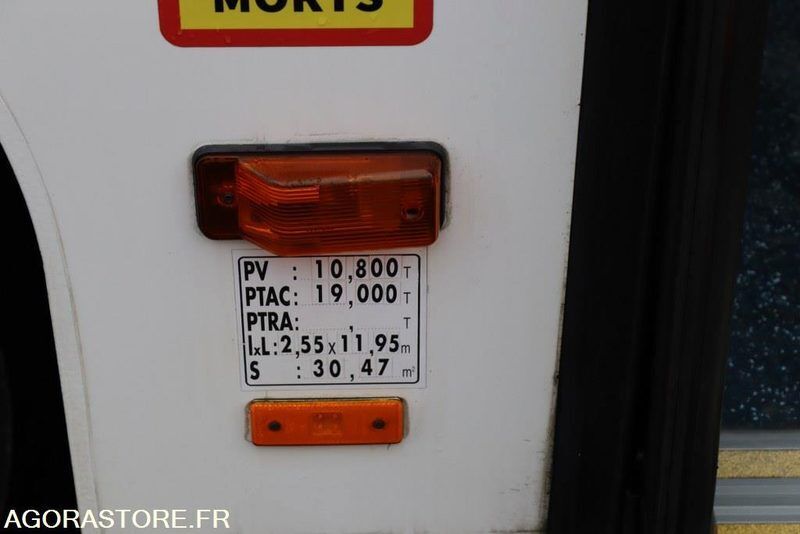 MORTS
PV : 10,800 T
PTAC: 19,000 T
PTRA: , T
lxL: 2,55 x 11,95 m
S : 30,47 m²
AGORASTORE.FR